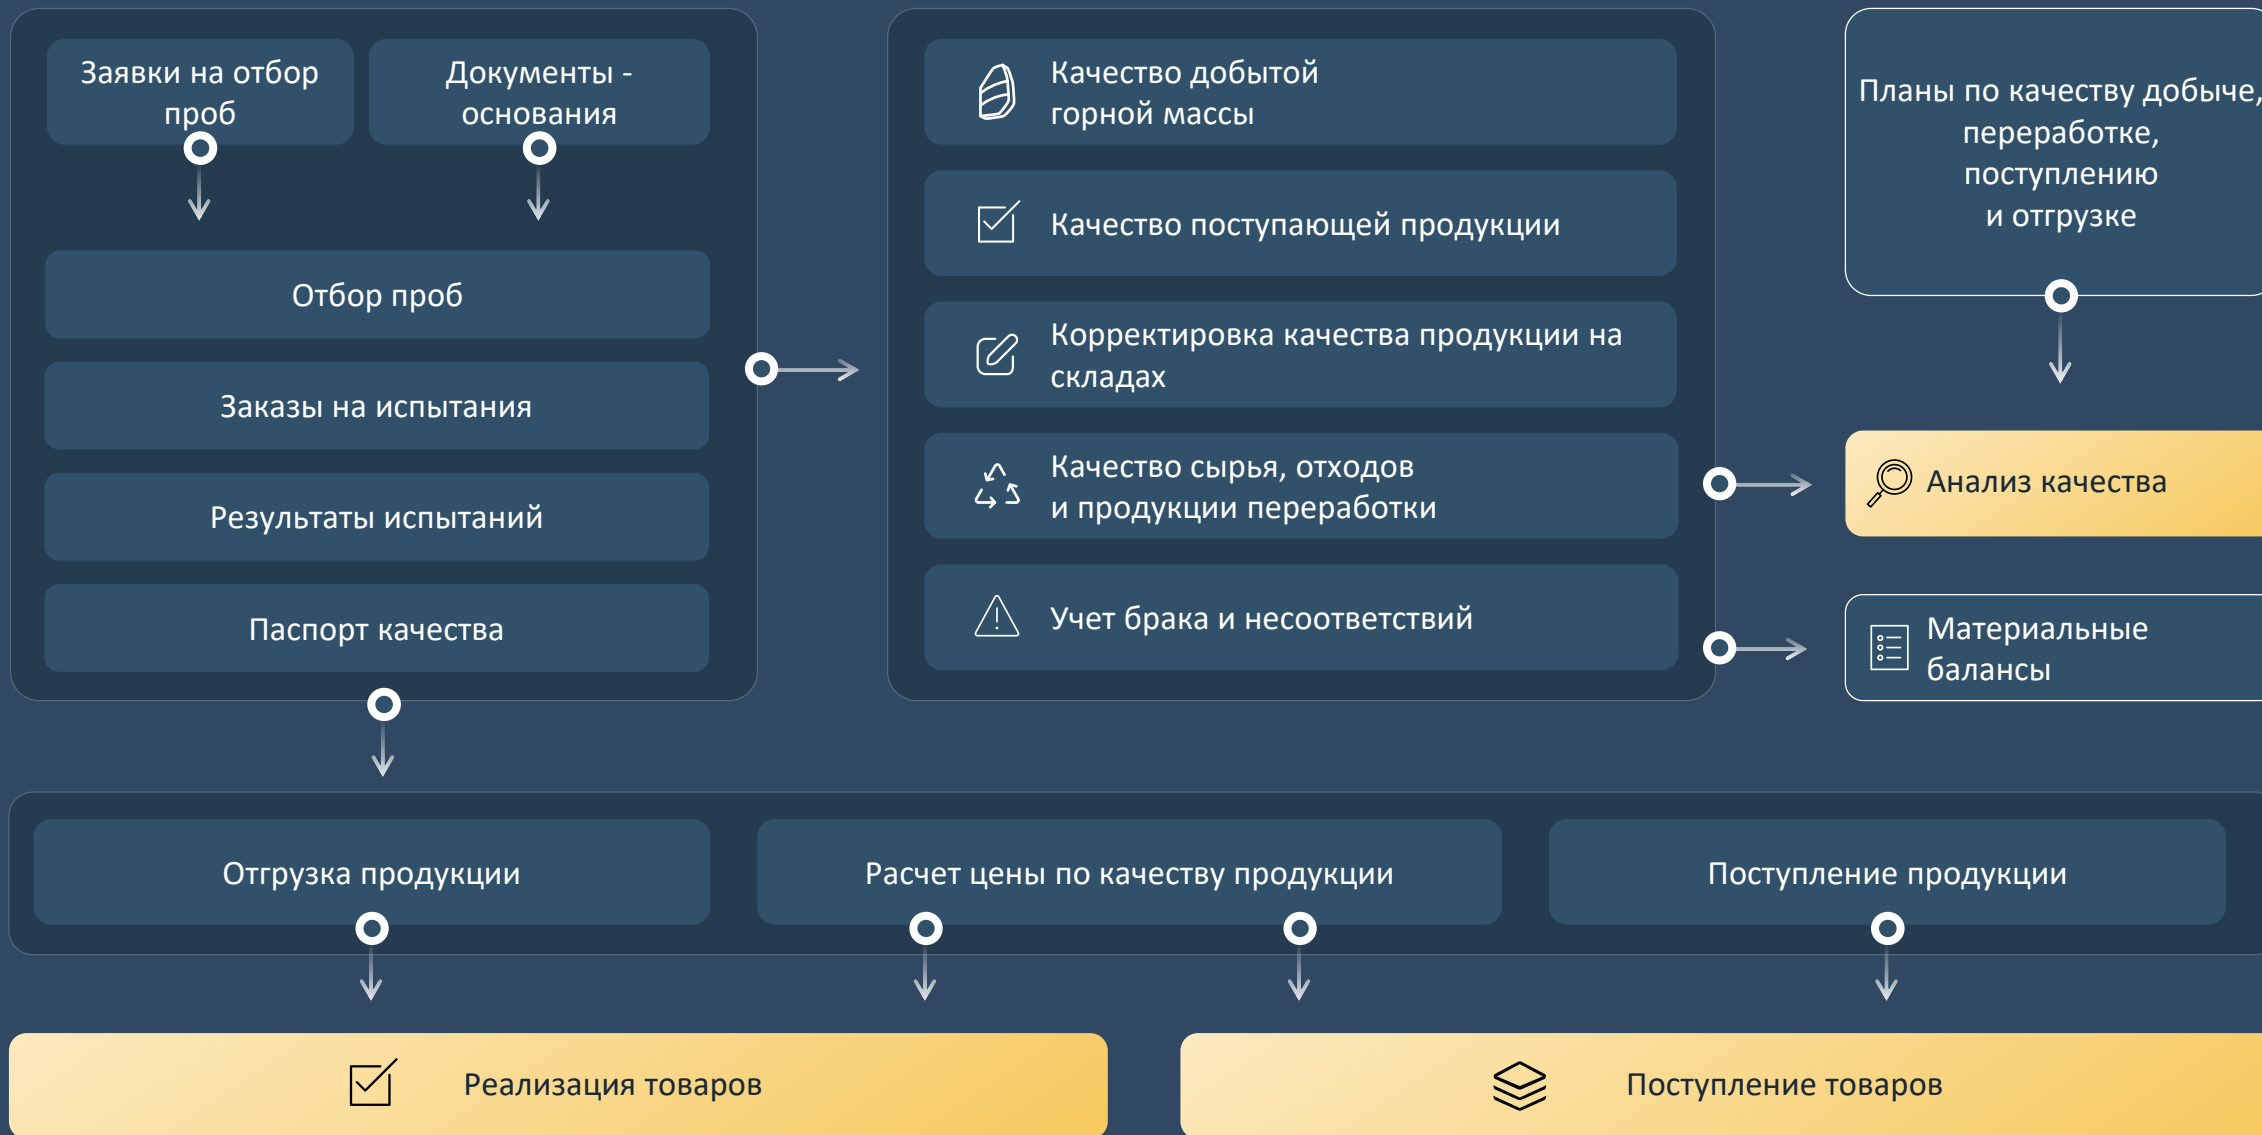 Заявки на отбор
проб
Документы -
основания
Отбор проб
Заказы на испытания
Результаты испытаний
Паспорт качества
Качество добытой
горной массы
Качество поступающей продукции
Корректировка качества продукции на
складах
Качество сырья, отходов
и продукции переработки
Учет брака и несоответствий
Планы по качеству добыче,
переработке,
поступлению
и отгрузке
Анализ качества
Материальные
балансы
Отгрузка продукции
Расчет цены по качеству продукции
Поступление продукции
Реализация товаров
Поступление товаров